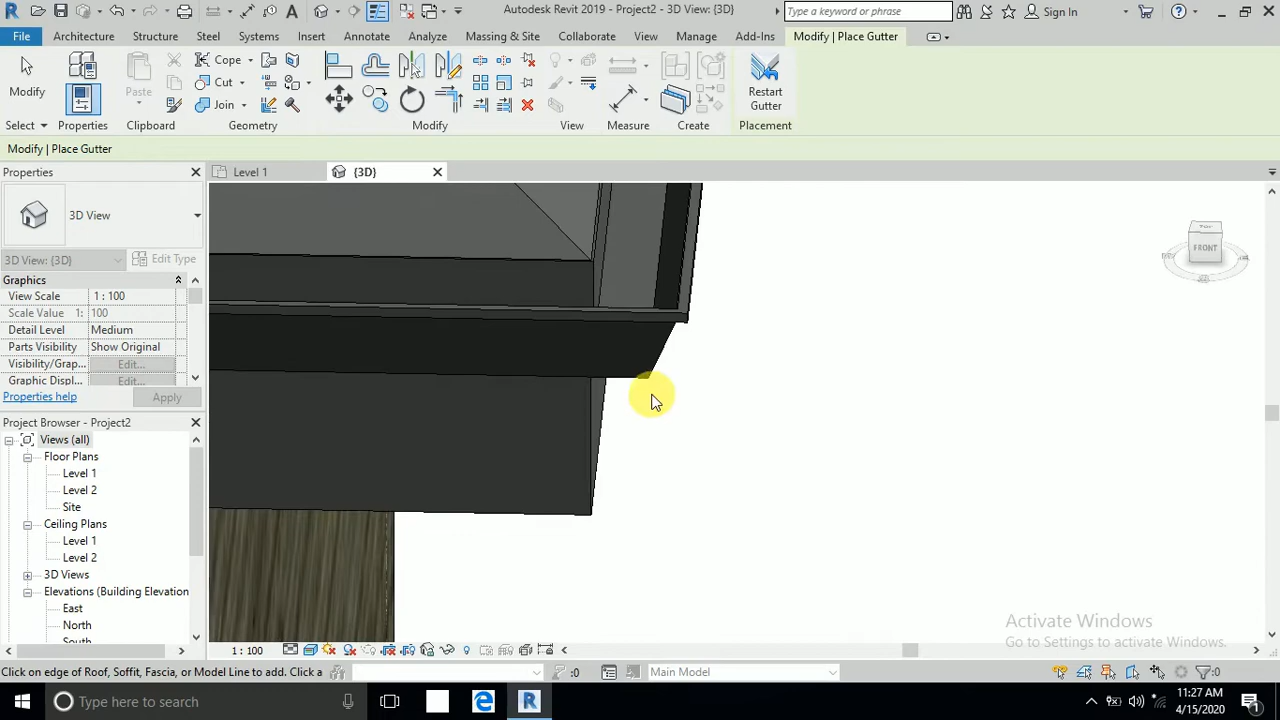 Autodesk Revit 2019 - Project2 - 3D View: {3D}
Type a keyword or phrase
Sign In
File Architecture Structure Steel Systems Insert Annotate Analyze Massing & Site Collaborate View Manage Add-Ins Modify | Place Gutter
Modify
Paste
Cope
Cut
Join
Restart
Gutter
Select Properties Clipboard Geometry Modify View Measure Create Placement
Modify | Place Gutter
Properties
Level 1
{3D}
3D View
3D View: {3D}
Edit Type
Graphics
View Scale 1 : 100
Scale Value 1: 100
Detail Level Medium
Parts Visibility Show Original
Visibility/Grap... Edit...
Graphic Displ... Edit...
Properties help
Apply
Project Browser - Project2
Views (all)
Floor Plans
Level 1
Level 2
Site
Ceiling Plans
Level 1
Level 2
3D Views
Elevations (Building Elevation
East
North
South
TOP
FRONT
Activate Windows
Go to Settings to activate Windows.
1 : 100
Click on edge of Roof, Soffit, Fascia, or Model Line to add. Click a
:0
Main Model
:0
Type here to search
11:27 AM
4/15/2020